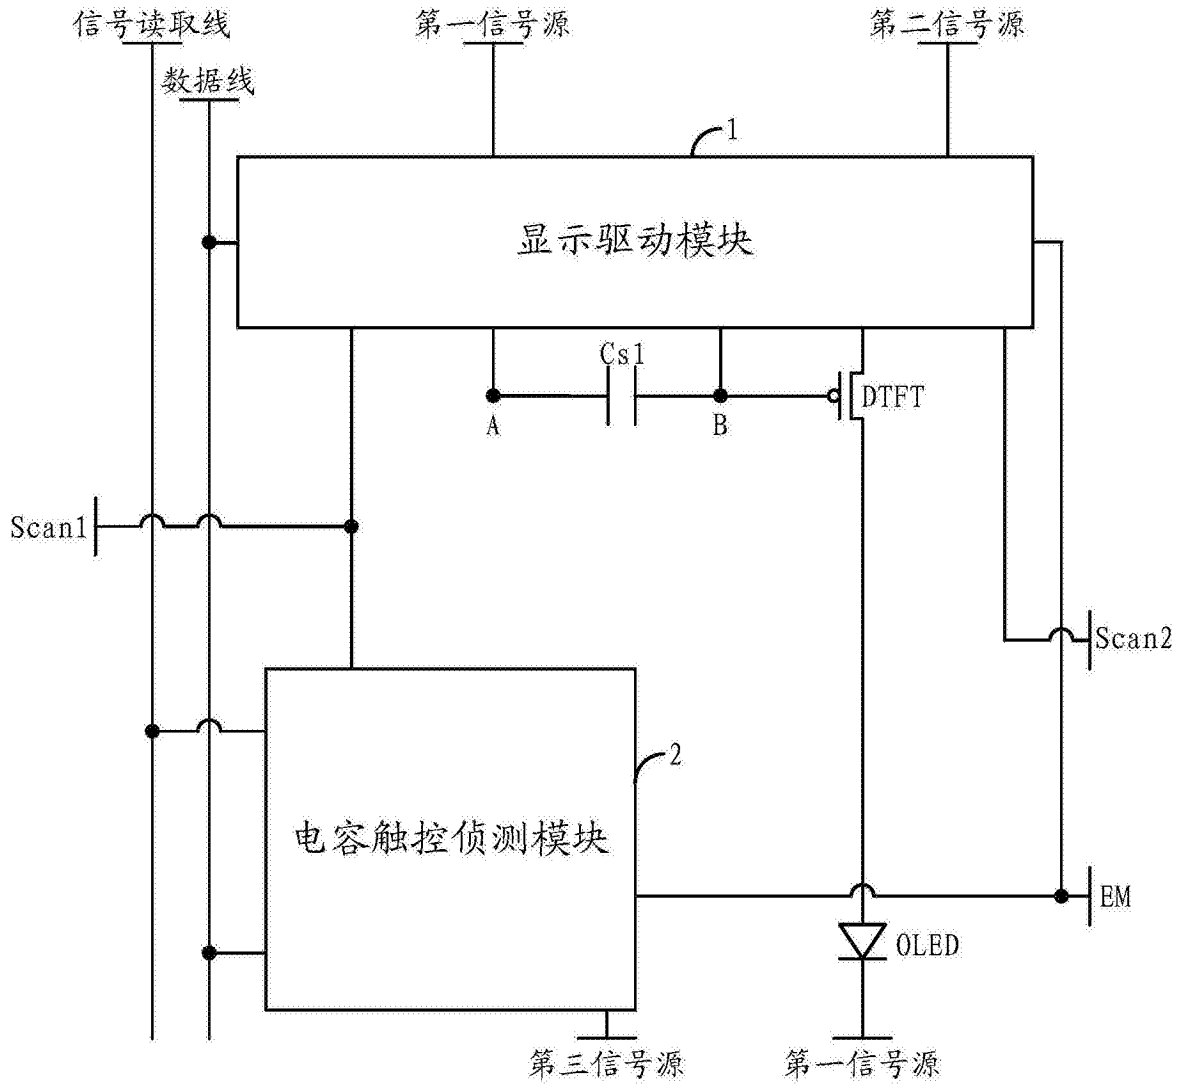 信号读取线
第一信号源
第二信号源
数据线
1
显示驱动模块
Cs1
DTFT
A
B
Scan1
Scan2
2
电容触控侦测模块
EM
OLED
第三信号源
第一信号源